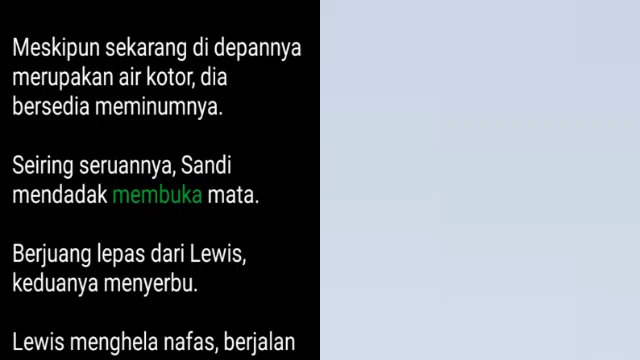 Meskipun sekarang di depannya
merupakan air kotor, dia
bersedia meminumnya.
Seiring seruannya, Sandi
mendadak membuka mata.
Berjuang lepas dari Lewis,
keduanya menyerbu.
Lewis menghela nafas, berjalan